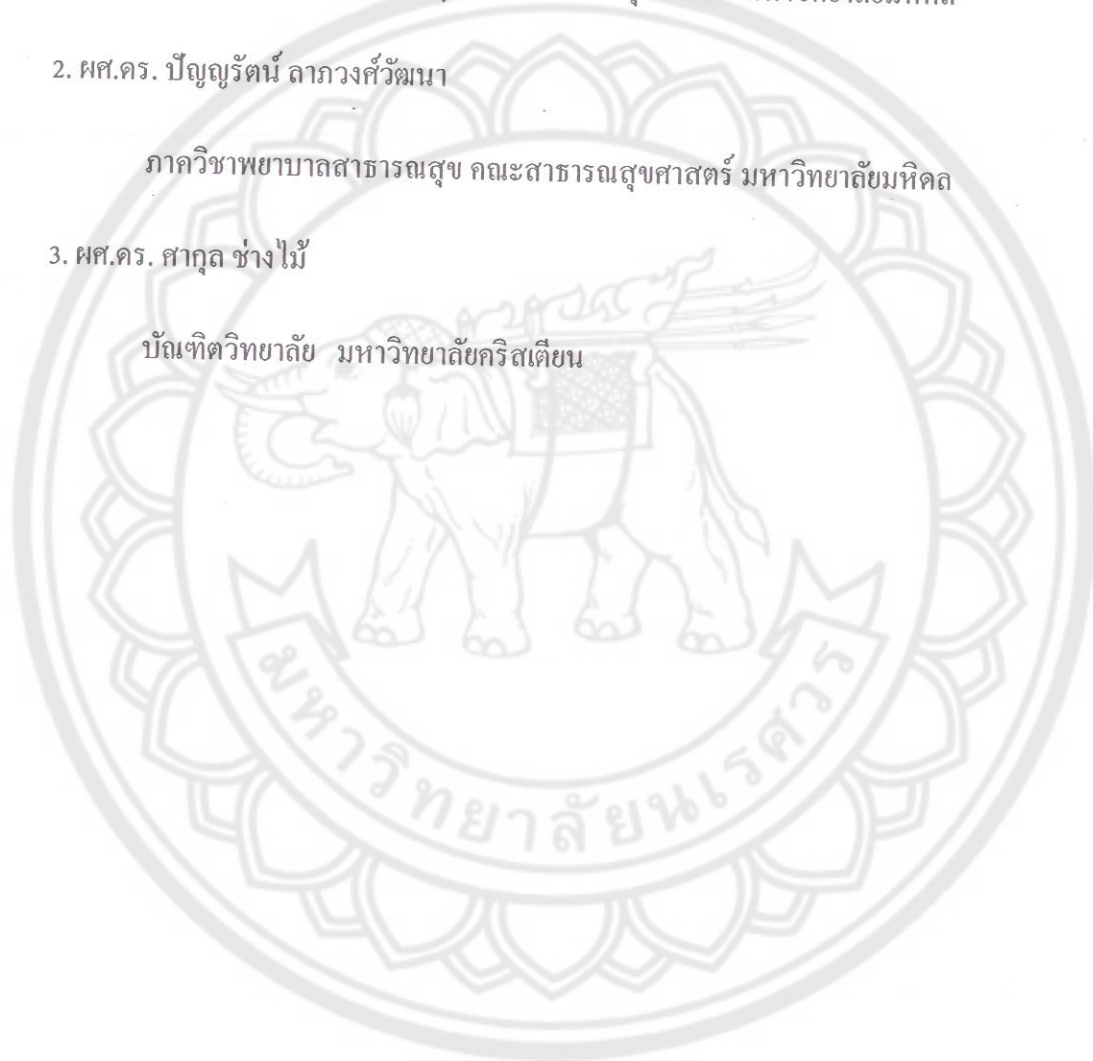 2. ผศ.ดร. ปัญญรัตน์ ลาภวงศ์วัฒนา
ภาควิชาพยาบาลสาธารณสุข คณะสาธารณสุขศาสตร์ มหาวิทยาลัยมหิดล
3. ผศ.ดร. ศากุล ช่างไม้
บัณฑิตวิทยาลัย มหาวิทยาลัยคริสเตียน
มหาวิทยาลัยนเรศวร